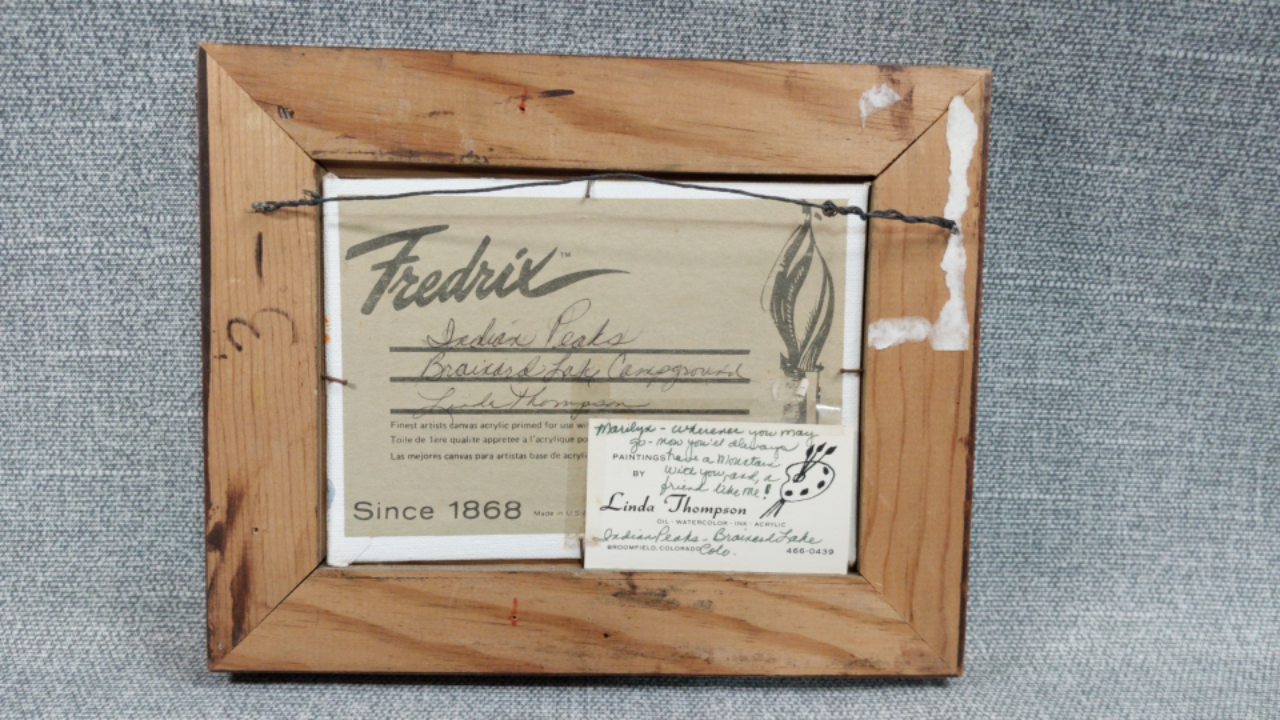 3
Fredrix™
Indian Peaks
Brainard Lake Campground
Linda Thompson
Finest artists canvas acrylic primed for use wi
Toile de 1ere qualite appretee a l'acrylique po
Las mejores canvas para artistas base de acryli
Since 1868 Made in U.S.A
Marilyn - wherever you may
go - now you'll always
have a Mountain
with you, and, a
friend like me!
PAINTINGS
BY
Linda Thompson
OIL - WATERCOLOR - INK - ACRYLIC
Indian Peaks - Brainard Lake
Colo.
BROOMFIELD, COLORADO 466-0439